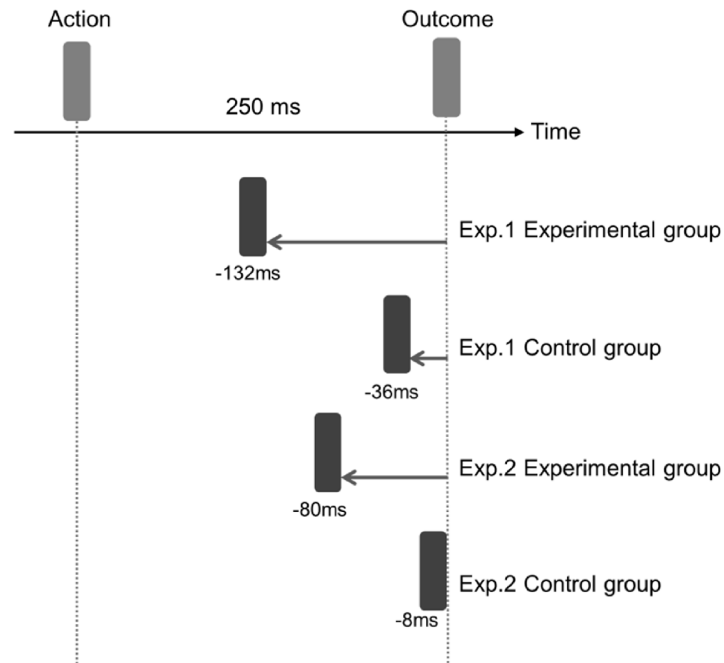 Action
Outcome
250 ms
Time
Exp.1 Experimental group
-132ms
Exp.1 Control group
-36ms
Exp.2 Experimental group
-80ms
Exp.2 Control group
-8ms